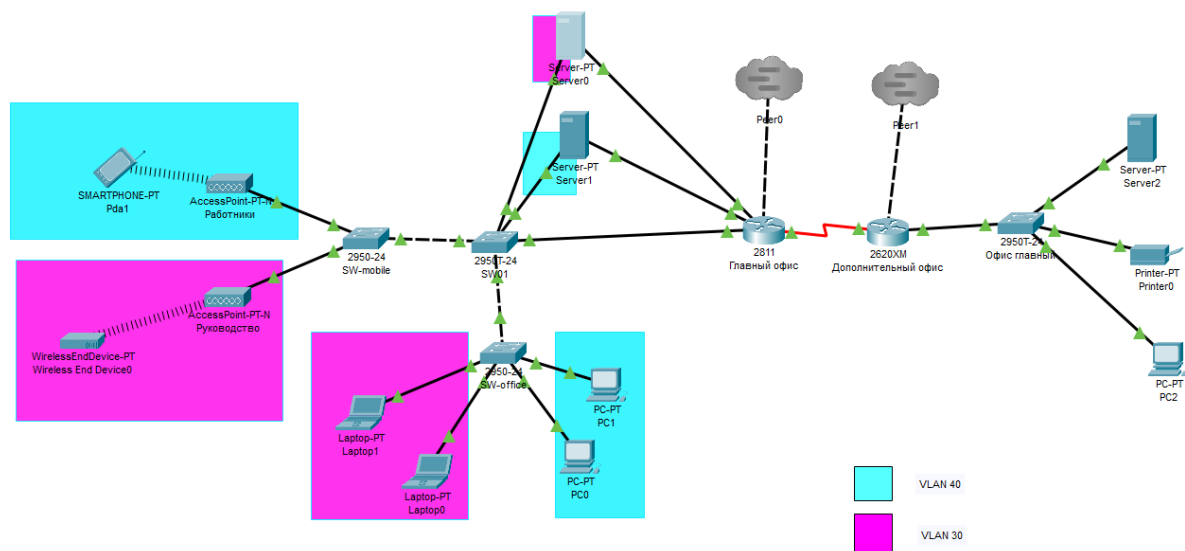 Server-PT
Server0
Peer0
Peer1
Server-PT
Server1
Server-PT
Server2
SMARTPHONE-PT
Pda1
AccessPoint-PT-N
Работники
2950-24
SW-mobile
2950T-24
SW01
2811
Главный офис
2620XM
Дополнительный офис
2950T-24
Офис главный
Printer-PT
Printer0
AccessPoint-PT-N
Руководство
WirelessEndDevice-PT
Wireless End Device0
2950-24
SW-office
PC-PT
PC2
PC-PT
PC1
Laptop-PT
Laptop1
PC-PT
PC0
Laptop-PT
Laptop0
VLAN 40
VLAN 30